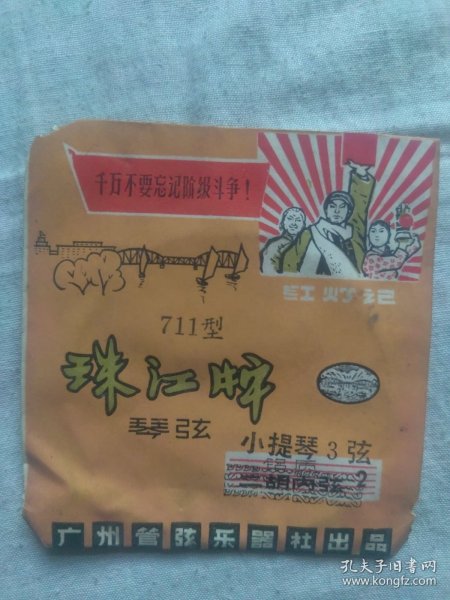 千万不要忘记阶级斗争！
红灯记
711型
珠江牌
琴弦
小提琴3弦
二胡内弦 2
广州管弦乐器社出品
孔夫子旧书网
www.kongfz.com